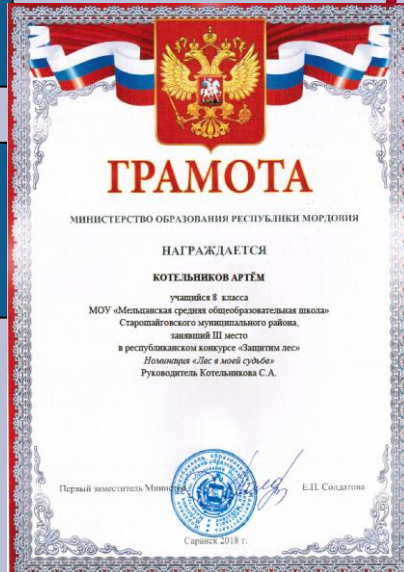 ГРАМОТА
МИНИСТЕРСТВО ОБРАЗОВАНИЯ РЕСПУБЛИКИ МОРДОВИЯ
НАГРАЖДАЕТСЯ
КОТЕЛЬНИКОВ АРТЁМ
учащийся 8 класса
МОУ «Мельцанская средняя общеобразовательная школа»
Старошайговского муниципального района,
занявший III место
в республиканском конкурсе «Защитим лес»
Номинация «Лес в моей судьбе»
Руководитель Котельникова С.А.
Первый заместитель Е.П. Солдатова
Саранск 2018 г.